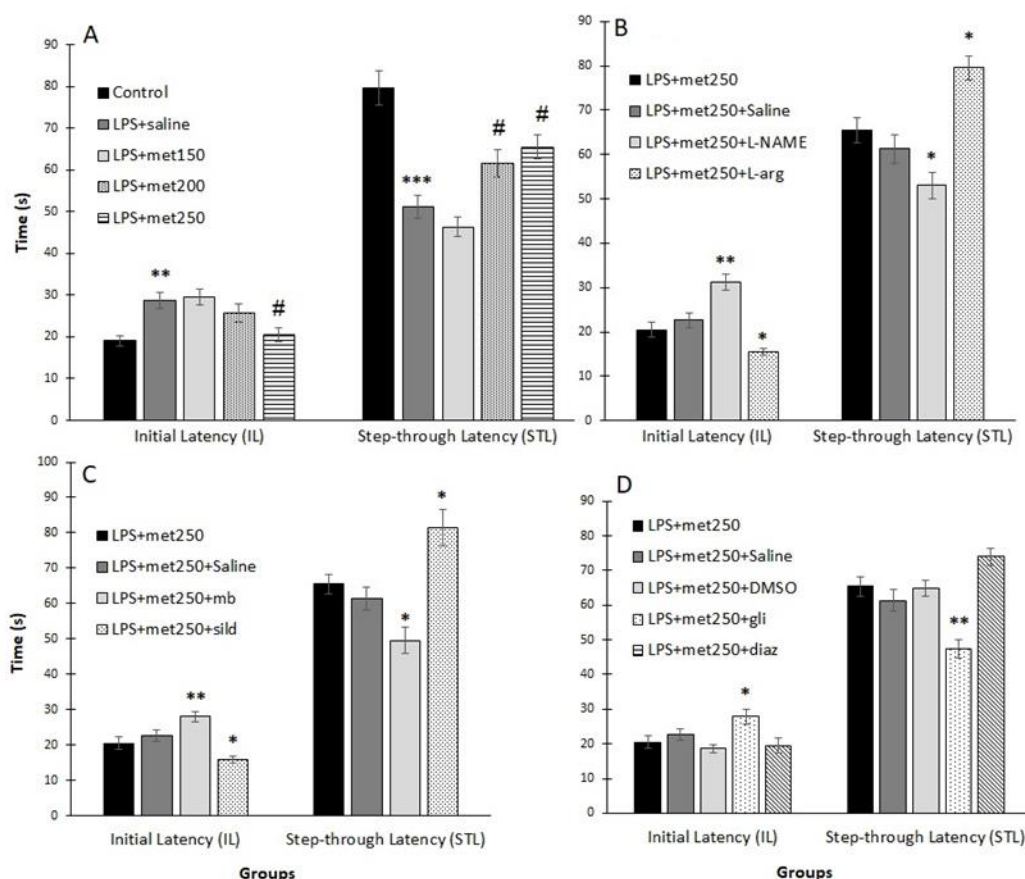 A
90
80
70
60
50
40
30
20
10
0
Time (s)
Control
LPS+saline
LPS+met150
LPS+met200
LPS+met250
**
#
***
#
#
Initial Latency (IL)
Step-through Latency (STL)
B
90
80
70
60
50
40
30
20
10
0
LPS+met250
LPS+met250+Saline
LPS+met250+L-NAME
LPS+met250+L-arg
**
*
*
*
Initial Latency (IL)
Step-through Latency (STL)
C
100
90
80
70
60
50
40
30
20
10
0
Time (s)
LPS+met250
LPS+met250+Saline
LPS+met250+mb
LPS+met250+sild
**
*
*
*
Initial Latency (IL)
Step-through Latency (STL)
Groups
D
90
80
70
60
50
40
30
20
10
0
LPS+met250
LPS+met250+Saline
LPS+met250+DMSO
LPS+met250+gli
LPS+met250+diaz
*
**
Initial Latency (IL)
Step-through Latency (STL)
Groups